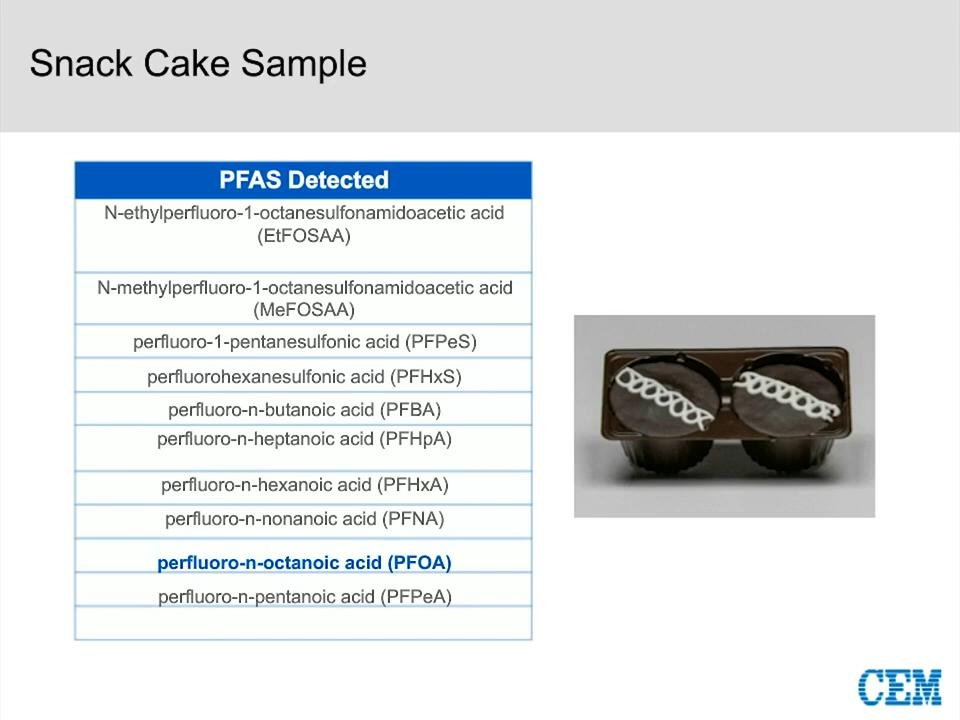 Snack Cake Sample
PFAS Detected
N-ethylperfluoro-1-octanesulfonamidoacetic acid
(EtFOSAA)
N-methylperfluoro-1-octanesulfonamidoacetic acid
(MeFOSAA)
perfluoro-1-pentanesulfonic acid (PFPeS)
perfluorohexanesulfonic acid (PFHxS)
perfluoro-n-butanoic acid (PFBA)
perfluoro-n-heptanoic acid (PFHpA)
perfluoro-n-hexanoic acid (PFHxA)
perfluoro-n-nonanoic acid (PFNA)
perfluoro-n-octanoic acid (PFOA)
perfluoro-n-pentanoic acid (PFPeA)
CEM